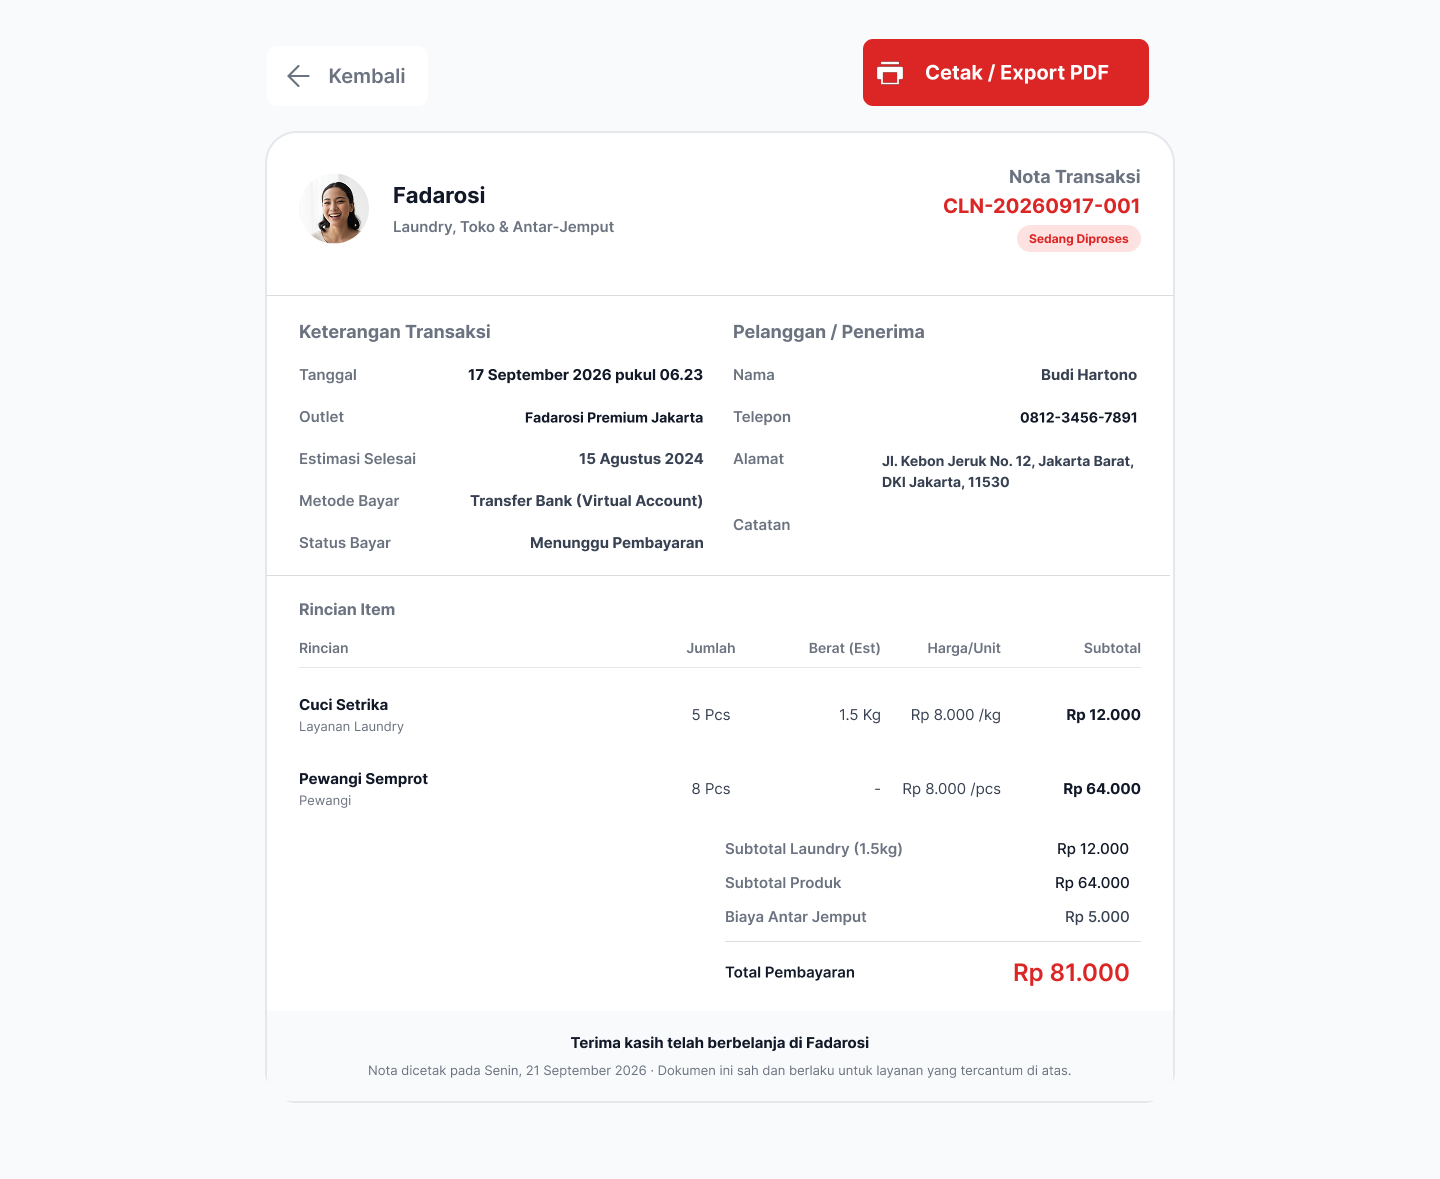 Kembali
Cetak / Export PDF
Fadarosi
Laundry, Toko & Antar-Jemput
Nota Transaksi
CLN-20260917-001
Sedang Diproses
Keterangan Transaksi
Tanggal 17 September 2026 pukul 06.23
Outlet Fadarosi Premium Jakarta
Estimasi Selesai 15 Agustus 2024
Metode Bayar Transfer Bank (Virtual Account)
Status Bayar Menunggu Pembayaran
Pelanggan / Penerima
Nama Budi Hartono
Telepon 0812-3456-7891
Alamat Jl. Kebon Jeruk No. 12, Jakarta Barat,
DKI Jakarta, 11530
Catatan
Rincian Item
Rincian Jumlah Berat (Est) Harga/Unit Subtotal
Cuci Setrika
Layanan Laundry
5 Pcs 1.5 Kg Rp 8.000 /kg Rp 12.000
Pewangi Semprot
Pewangi
8 Pcs - Rp 8.000 /pcs Rp 64.000
Subtotal Laundry (1.5kg) Rp 12.000
Subtotal Produk Rp 64.000
Biaya Antar Jemput Rp 5.000
Total Pembayaran Rp 81.000
Terima kasih telah berbelanja di Fadarosi
Nota dicetak pada Senin, 21 September 2026 · Dokumen ini sah dan berlaku untuk layanan yang tercantum di atas.